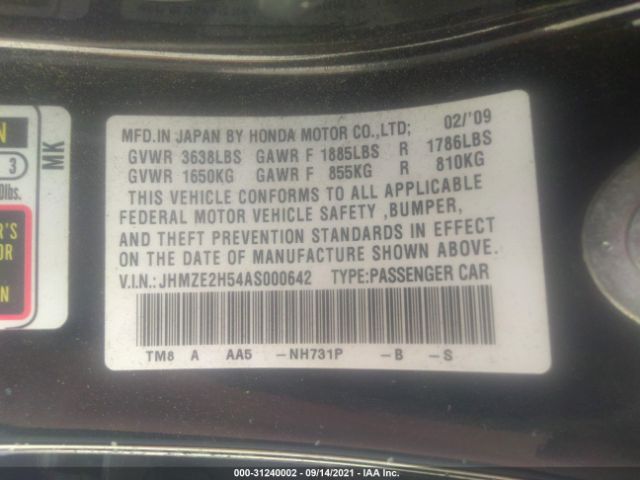 MFD.IN JAPAN BY HONDA MOTOR CO.,LTD; 02/'09
GVWR 3638LBS GAWR F 1885LBS R 1786LBS
GVWR 1650KG GAWR F 855KG R 810KG
THIS VEHICLE CONFORMS TO ALL APPLICABLE
FEDERAL MOTOR VEHICLE SAFETY ,BUMPER,
AND THEFT PREVENTION STANDARDS IN EFFECT
ON THE DATE OF MANUFACTURE SHOWN ABOVE.
V.I.N.: JHMZE2H54AS000642 TYPE:PASSENGER CAR
TM8 A AA5 -NH731P -B -S
MK
N
3
0lbs.
R'S
OR
N
000-31240002 - 09/14/2021 - IAA Inc.